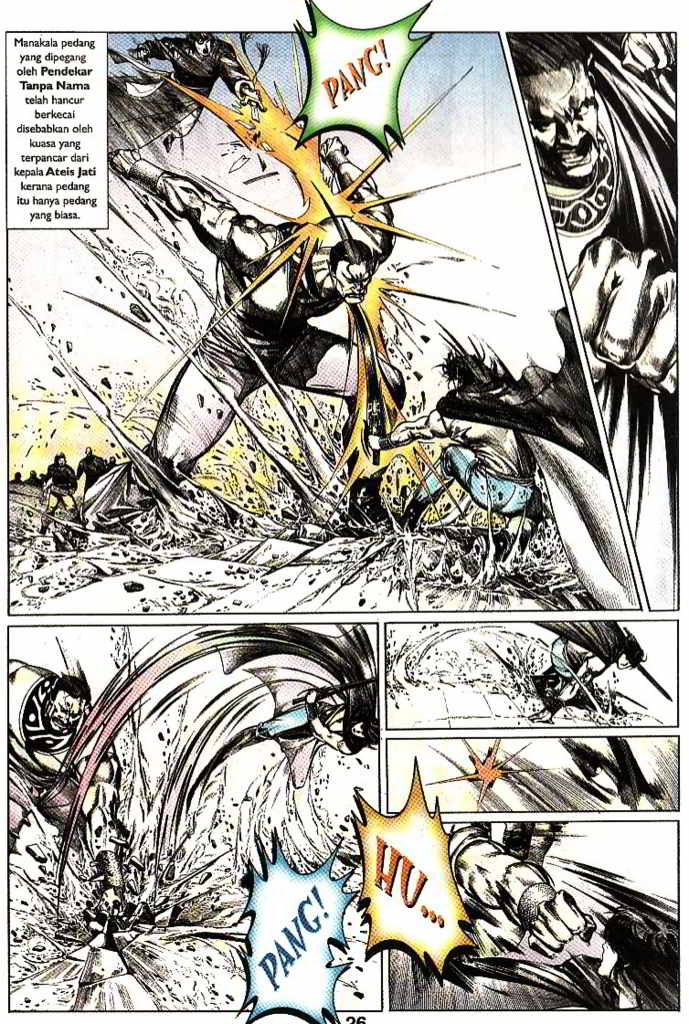 Manakala pedang
yang dipegang
oleh Pendekar
Tanpa Nama
telah hancur
berkecai
disebabkan oleh
kuasa yang
terpancar dari
kepala Ateis Jati
kerana pedang
itu hanya pedang
yang biasa.
PANG!
HU...
PANG!
26